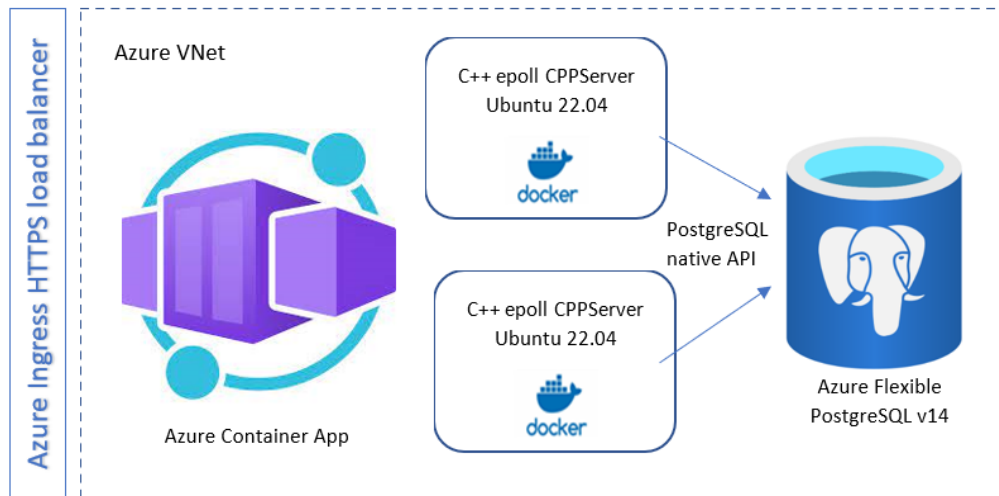 Azure Ingress HTTPS load balancer
Azure VNet
C++ epoll CPPServer
Ubuntu 22.04
docker
PostgreSQL
native API
C++ epoll CPPServer
Ubuntu 22.04
docker
Azure Container App
Azure Flexible
PostgreSQL v14